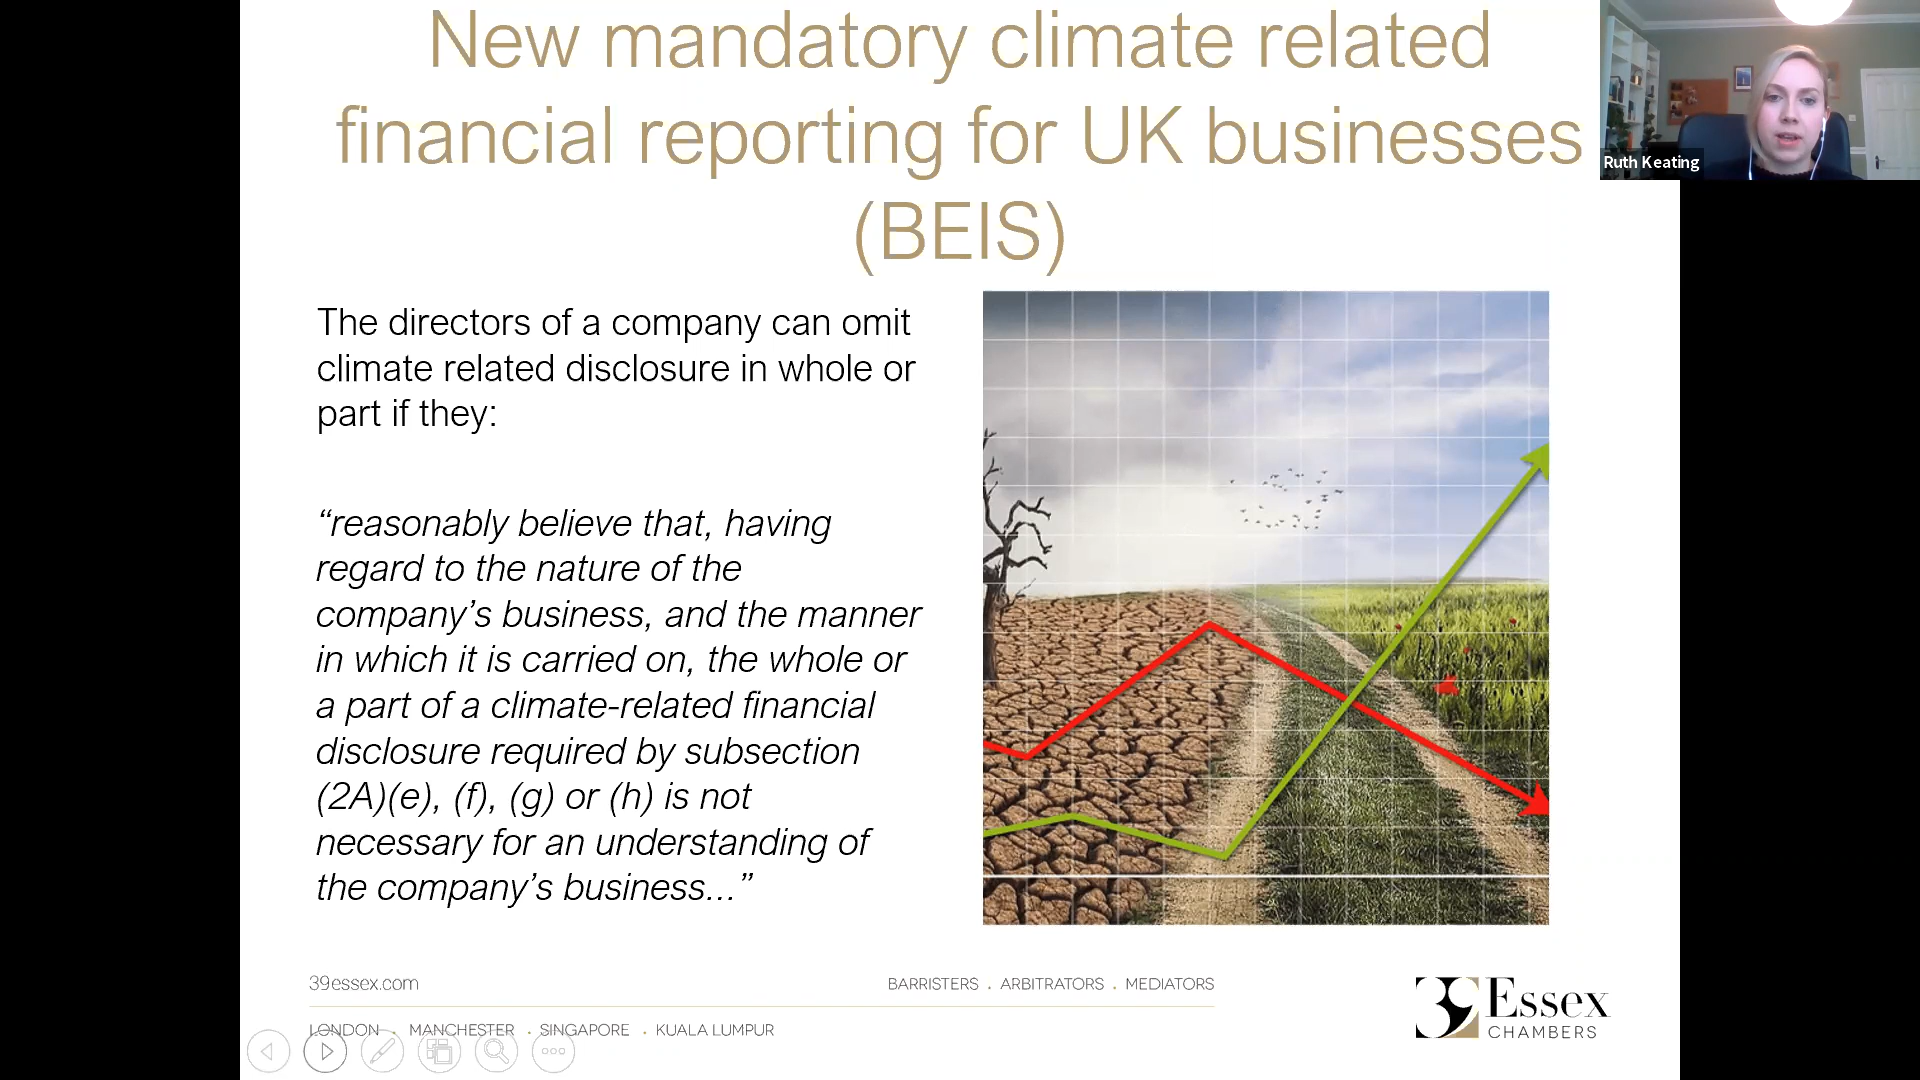 New mandatory climate related
financial reporting for UK businesses
(BEIS)
Ruth Keating
The directors of a company can omit
climate related disclosure in whole or
part if they:
“reasonably believe that, having
regard to the nature of the
company’s business, and the manner
in which it is carried on, the whole or
a part of a climate-related financial
disclosure required by subsection
(2A)(e), (f), (g) or (h) is not
necessary for an understanding of
the company’s business...”
39essex.com
BARRISTERS . ARBITRATORS . MEDIATORS
LONDON . MANCHESTER . SINGAPORE . KUALA LUMPUR
39 Essex
CHAMBERS